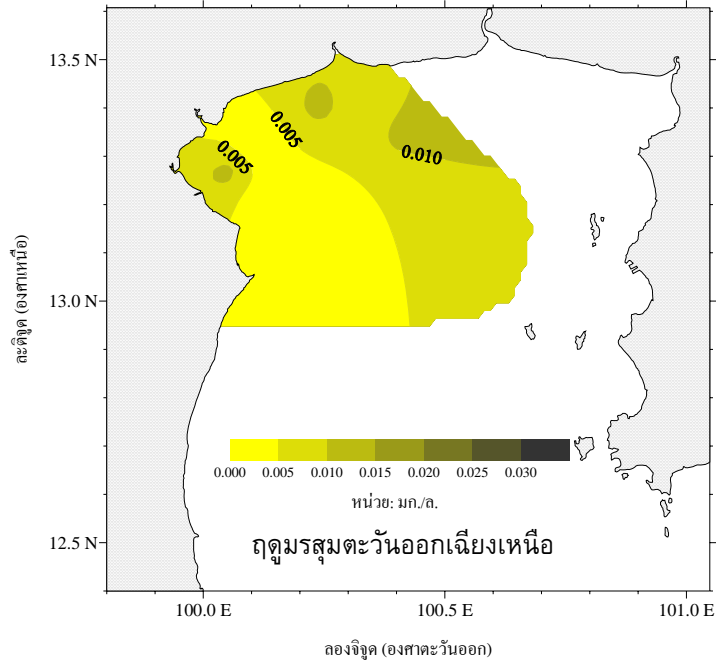 13.5 N
0.005
0.005
0.010
13.0 N
ละติจูด (องศาเหนือ)
0.000 0.005 0.010 0.015 0.020 0.025 0.030
หน่วย: มก./ล.
ฤดูมรสุมตะวันออกเฉียงเหนือ
12.5 N
100.0 E 100.5 E 101.0 E
ลองจิจูด (องศาตะวันออก)